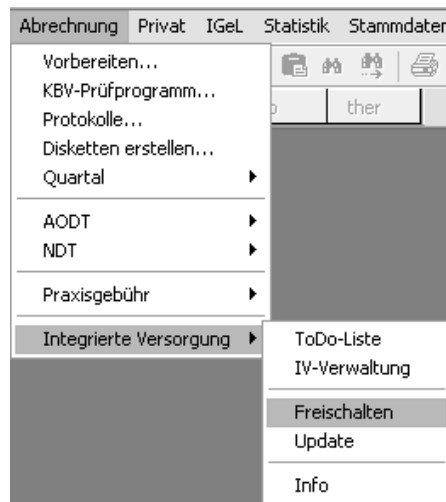 Abrechnung Privat IGeL Statistik Stammdaten
Vorbereiten...
KBV-Prüfprogramm...
Protokolle...
Disketten erstellen...
Quartal
ther
AODT
NDT
Praxisgebühr
Integrierte Versorgung
ToDo-Liste
IV-Verwaltung
Freischalten
Update
Info